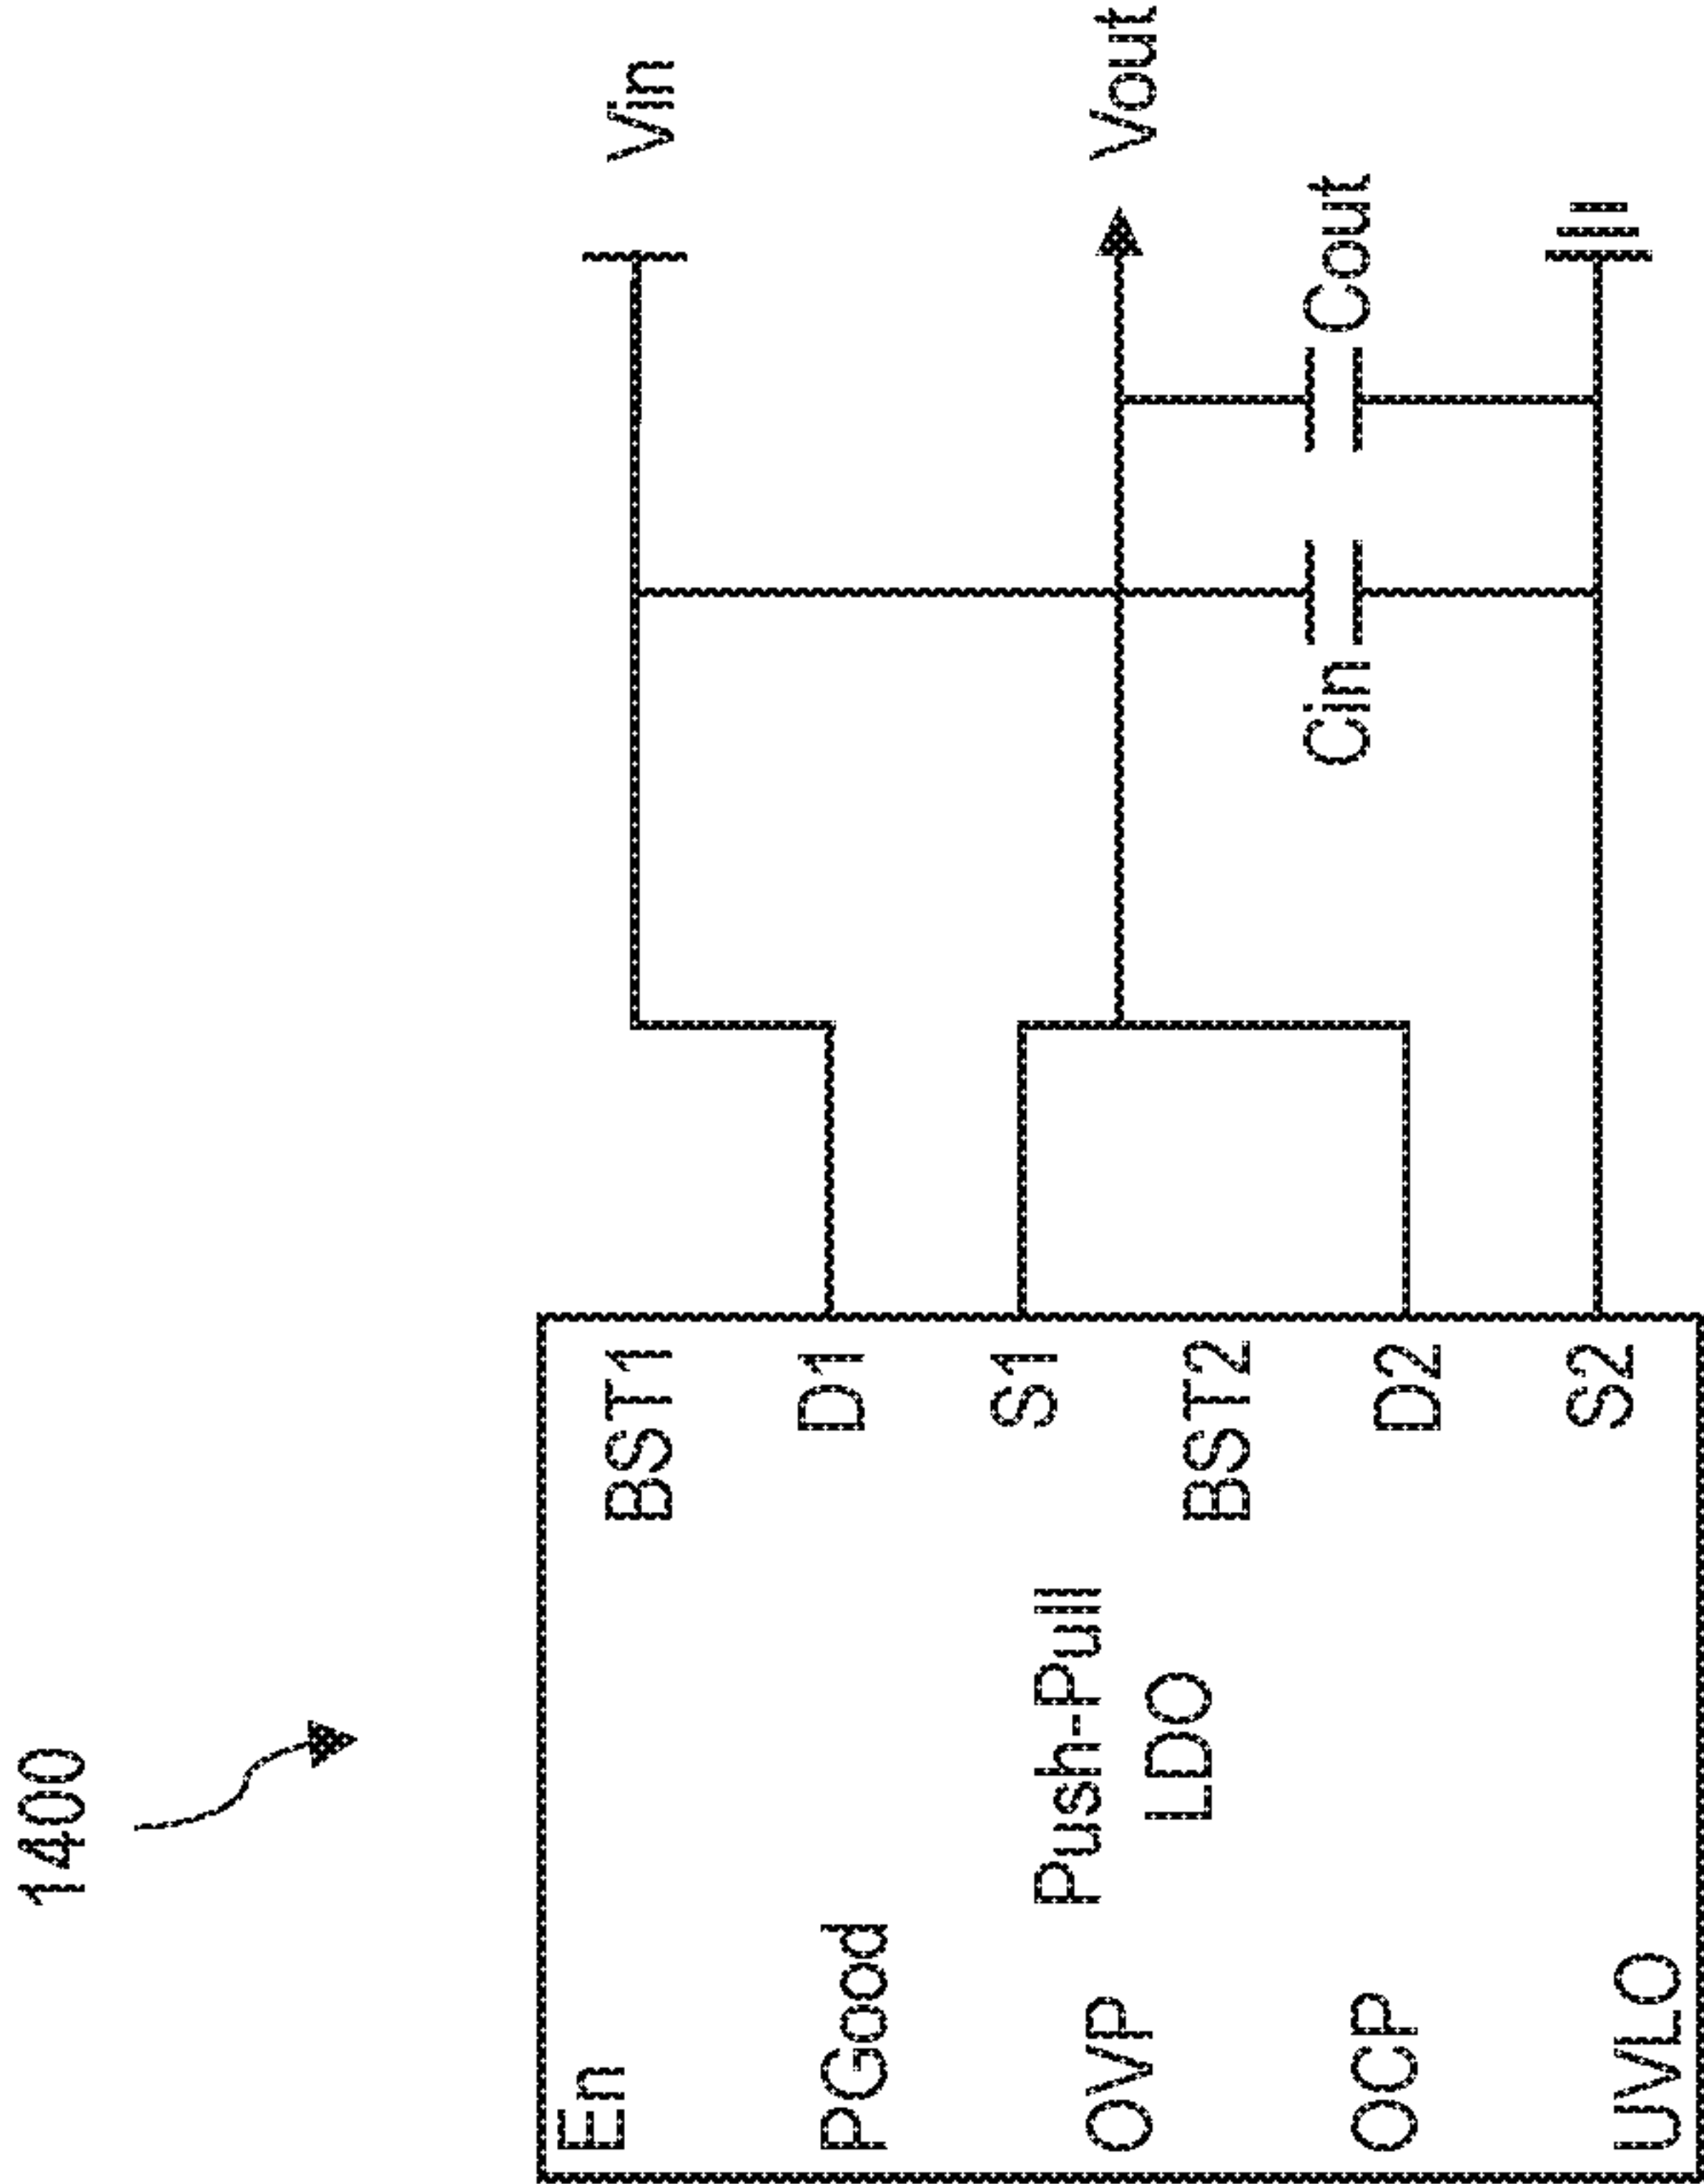 1400
En
PGood
OVP
OCP
UVLO
Push-Pull
LDO
BST1
D1
S1
BST2
D2
S2
Cin
Cout
Vin
Vout